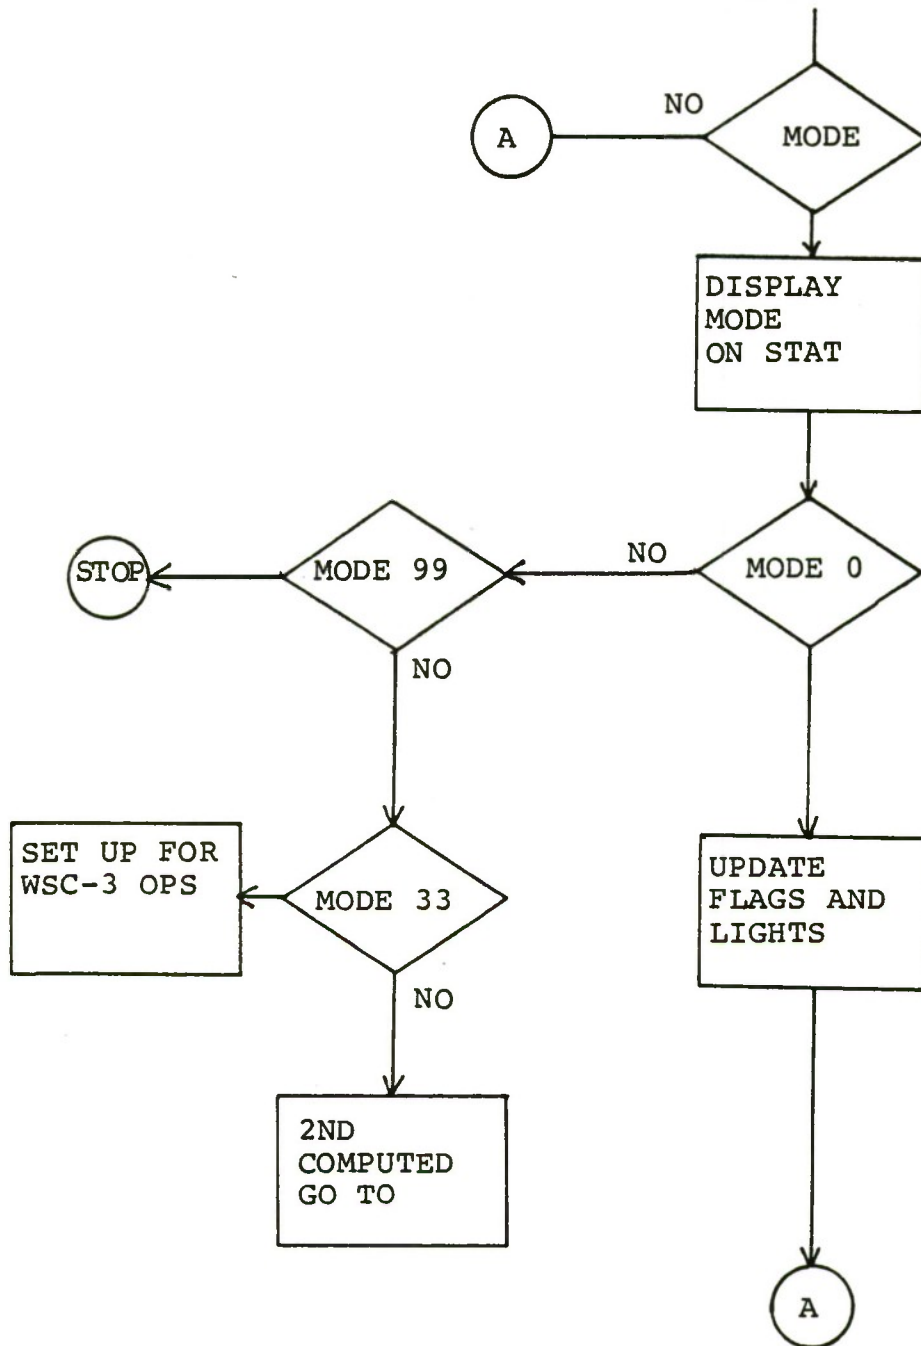 NO
A
MODE
DISPLAY
MODE
ON STAT
NO
STOP
MODE 99
MODE 0
NO
SET UP FOR
WSC-3 OPS
MODE 33
UPDATE
FLAGS AND
LIGHTS
NO
2ND
COMPUTED
GO TO
A